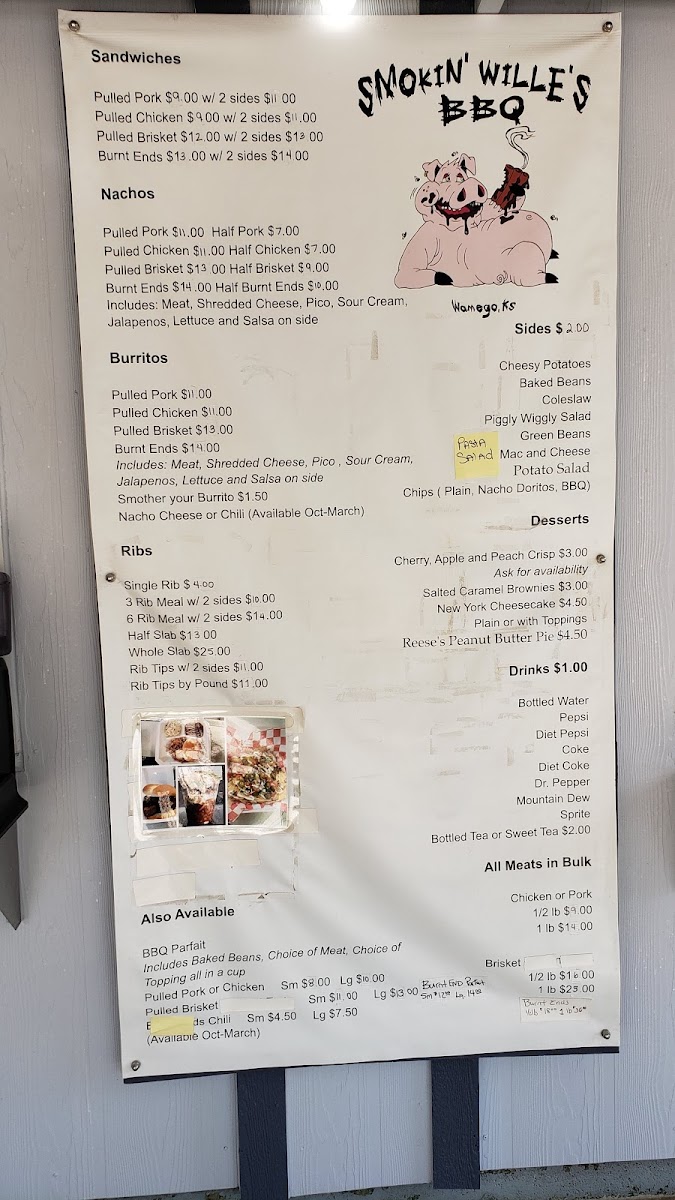 SMOKIN' WILLE'S
BBQ
Wamego, KS
Sandwiches
Pulled Pork $9.00 w/ 2 sides $11.00
Pulled Chicken $9.00 w/ 2 sides $11.00
Pulled Brisket $12.00 w/ 2 sides $13.00
Burnt Ends $13.00 w/ 2 sides $14.00
Nachos
Pulled Pork $11.00 Half Pork $7.00
Pulled Chicken $11.00 Half Chicken $7.00
Pulled Brisket $13.00 Half Brisket $9.00
Burnt Ends $14.00 Half Burnt Ends $10.00
Includes: Meat, Shredded Cheese, Pico, Sour Cream,
Jalapenos, Lettuce and Salsa on side
Burritos
Pulled Pork $11.00
Pulled Chicken $11.00
Pulled Brisket $13.00
Burnt Ends $14.00
Includes: Meat, Shredded Cheese, Pico , Sour Cream,
Jalapenos, Lettuce and Salsa on side
Smother your Burrito $1.50
Nacho Cheese or Chili (Available Oct-March)
Ribs
Single Rib $ 4.00
3 Rib Meal w/ 2 sides $10.00
6 Rib Meal w/ 2 sides $14.00
Half Slab $13.00
Whole Slab $25.00
Rib Tips w/ 2 sides $11.00
Rib Tips by Pound $11.00
Also Available
BBQ Parfait
Includes Baked Beans, Choice of Meat, Choice of
Topping all in a cup
Pulled Pork or Chicken Sm $8.00 Lg $10.00
Pulled Brisket Sm $11.00 Lg $13.00
Burnt End
Sm $12.00 Lg
ds Chili Sm $4.50 Lg $7.50
(Available Oct-March)
Sides $ 2.00
Cheesy Potatoes
Baked Beans
Coleslaw
Piggly Wiggly Salad
Green Beans
Pasta
Salad
Mac and Cheese
Potato Salad
Chips ( Plain, Nacho Doritos, BBQ)
Desserts
Cherry, Apple and Peach Crisp $3.00
Ask for availability
Salted Caramel Brownies $3.00
New York Cheesecake $4.50
Plain or with Toppings
Reese's Peanut Butter Pie $4.50
Drinks $1.00
Bottled Water
Pepsi
Diet Pepsi
Coke
Diet Coke
Dr. Pepper
Mountain Dew
Sprite
Bottled Tea or Sweet Tea $2.00
All Meats in Bulk
Chicken or Pork
1/2 lb $9.00
1 lb $14.00
Brisket
1/2 lb $16.00
1 lb $25.00
Burnt Ends